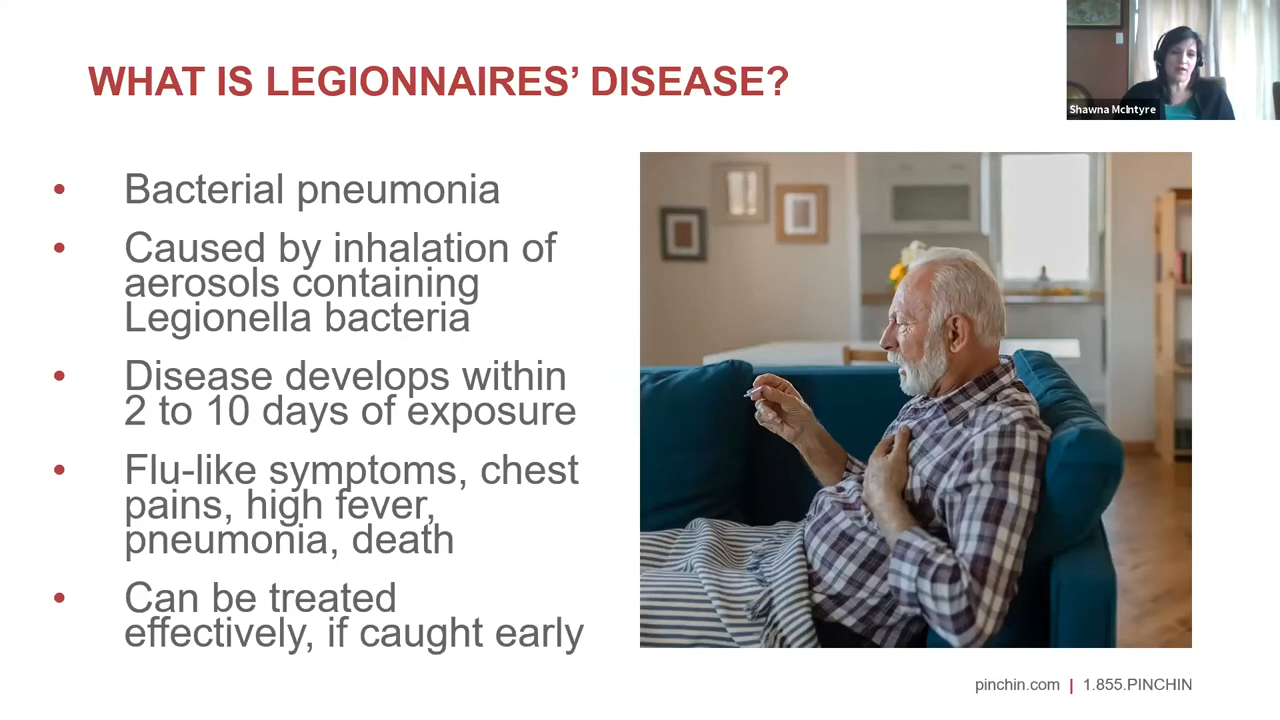 WHAT IS LEGIONNAIRES’ DISEASE?
Shawna McIntyre
• Bacterial pneumonia
• Caused by inhalation of
aerosols containing
Legionella bacteria
• Disease develops within
2 to 10 days of exposure
• Flu-like symptoms, chest
pains, high fever,
pneumonia, death
• Can be treated
effectively, if caught early
pinchin.com | 1.855.PINCHIN